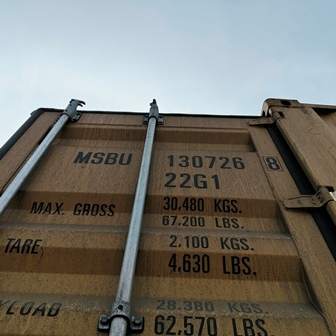 MSBU 130726 8
22G1
MAX. GROSS 30,480 KGS.
67,200 LBS.
TARE 2,100 KGS.
4,630 LBS.
YLOAD 28,380 KGS.
62,570 LBS.